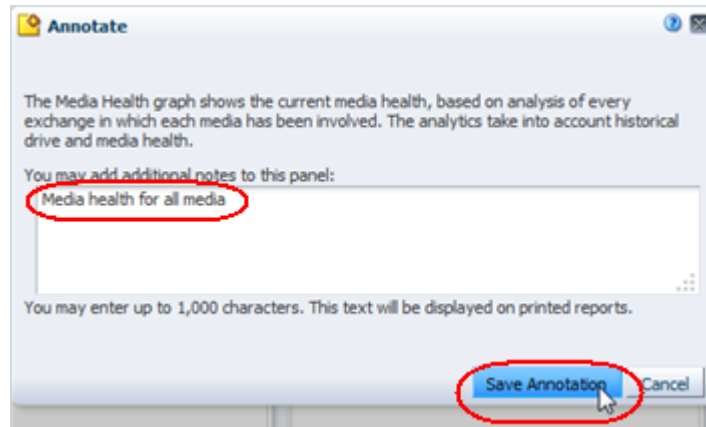 Annotate
The Media Health graph shows the current media health, based on analysis of every
exchange in which each media has been involved. The analytics take into account historical
drive and media health.
You may add additional notes to this panel:
Media health for all media
You may enter up to 1,000 characters. This text will be displayed on printed reports.
Save Annotation Cancel